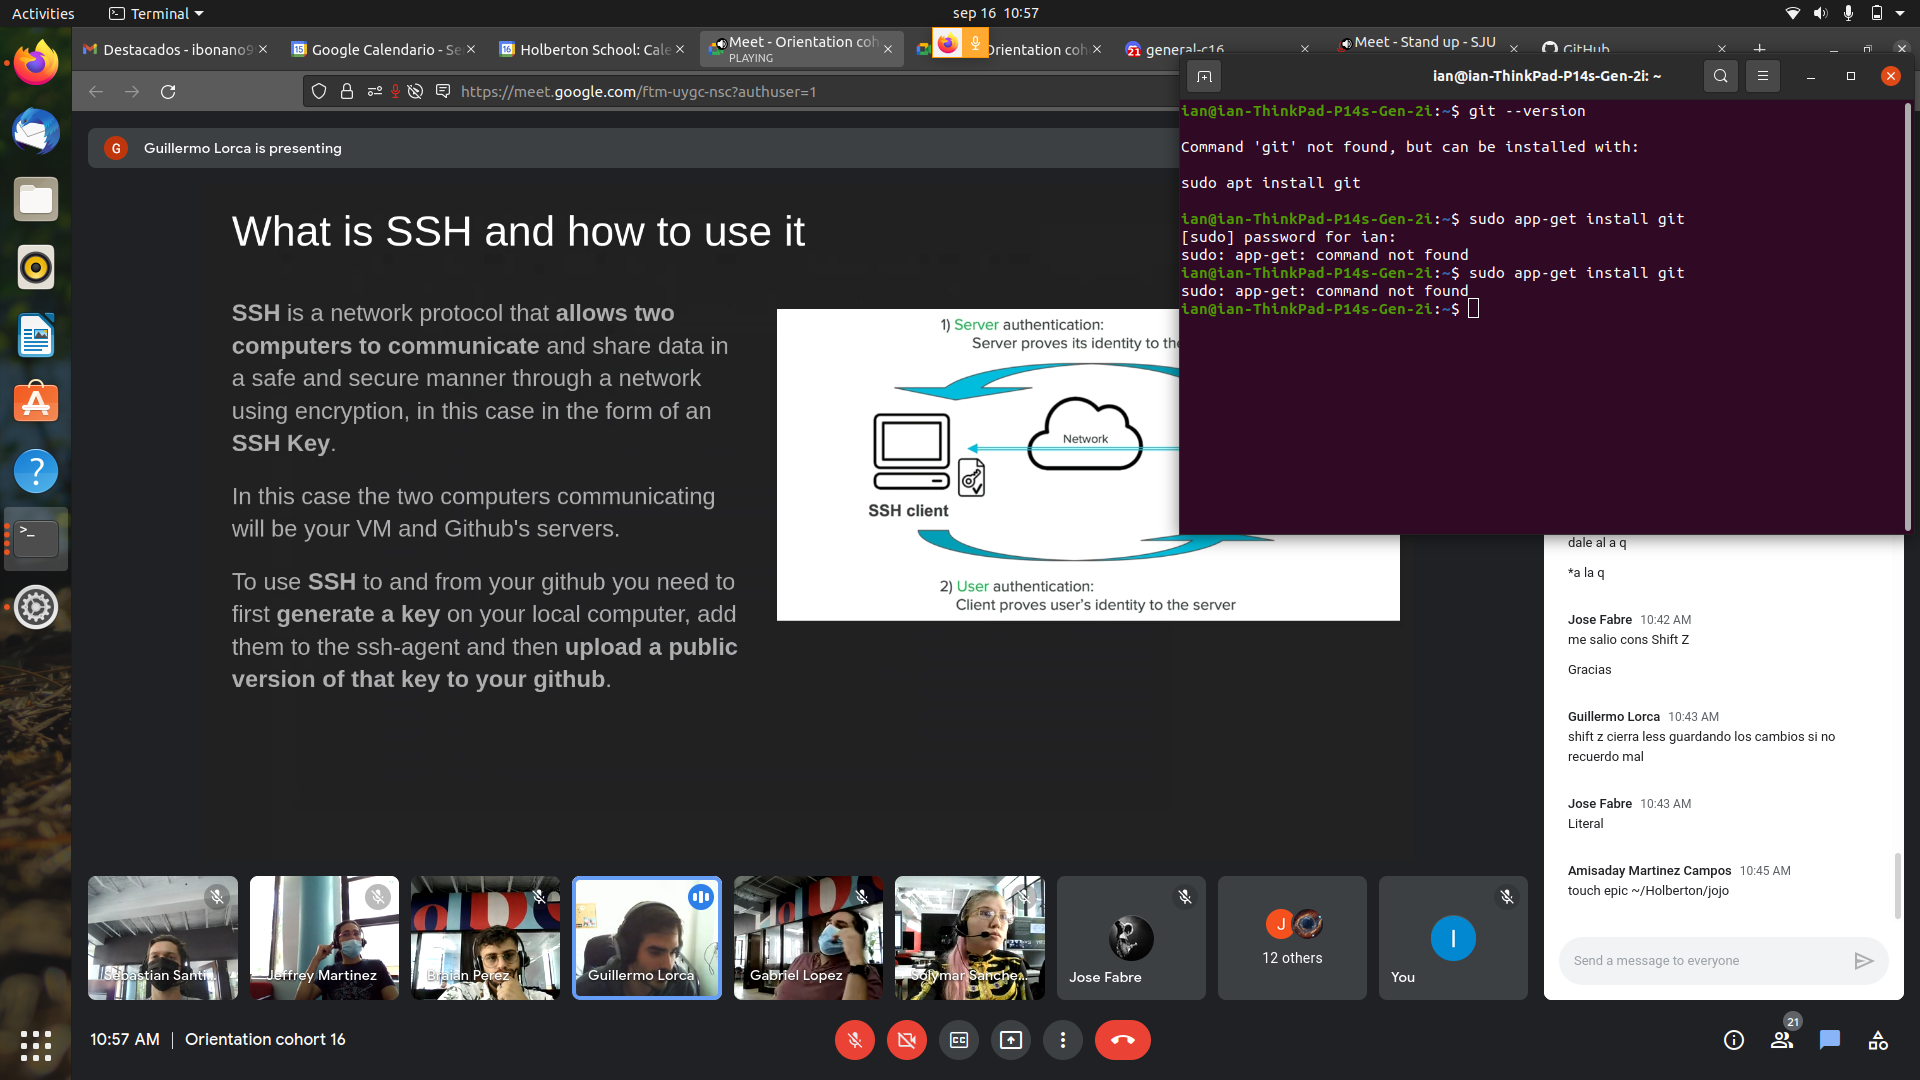 Activities
Terminal
sep 16 10:57
Destacados - ibonano9
Google Calendario - Se
Holberton School: Cale
Meet - Orientation coh
PLAYING
Orientation coh
general-c16
Meet - Stand up - SJU
GitHub
https://meet.google.com/ftm-uygc-nsc?authuser=1
G
Guillermo Lorca is presenting
What is SSH and how to use it
SSH is a network protocol that allows two
computers to communicate and share data in
a safe and secure manner through a network
using encryption, in this case in the form of an
SSH Key.
In this case the two computers communicating
will be your VM and Github's servers.
To use SSH to and from your github you need to
first generate a key on your local computer, add
them to the ssh-agent and then upload a public
version of that key to your github.
1) Server authentication:
Server proves its identity to the
Network
SSH client
2) User authentication:
Client proves user's identity to the server
ian@ian-ThinkPad-P14s-Gen-2i: ~
ian@ian-ThinkPad-P14s-Gen-2i:~$ git --version
Command 'git' not found, but can be installed with:
sudo apt install git
ian@ian-ThinkPad-P14s-Gen-2i:~$ sudo app-get install git
[sudo] password for ian:
sudo: app-get: command not found
ian@ian-ThinkPad-P14s-Gen-2i:~$ sudo app-get install git
sudo: app-get: command not found
ian@ian-ThinkPad-P14s-Gen-2i:~$
dale al a q
*a la q
Jose Fabre 10:42 AM
me salio cons Shift Z
Gracias
Guillermo Lorca 10:43 AM
shift z cierra less guardando los cambios si no
recuerdo mal
Jose Fabre 10:43 AM
Literal
Amisaday Martinez Campos 10:45 AM
touch epic ~/Holberton/jojo
Send a message to everyone
Sebastian Santi...
Jeffrey Martinez
Braian Perez
Guillermo Lorca
Gabriel Lopez
Solymar Sanche...
Jose Fabre
J
12 others
I
You
10:57 AM | Orientation cohort 16
21